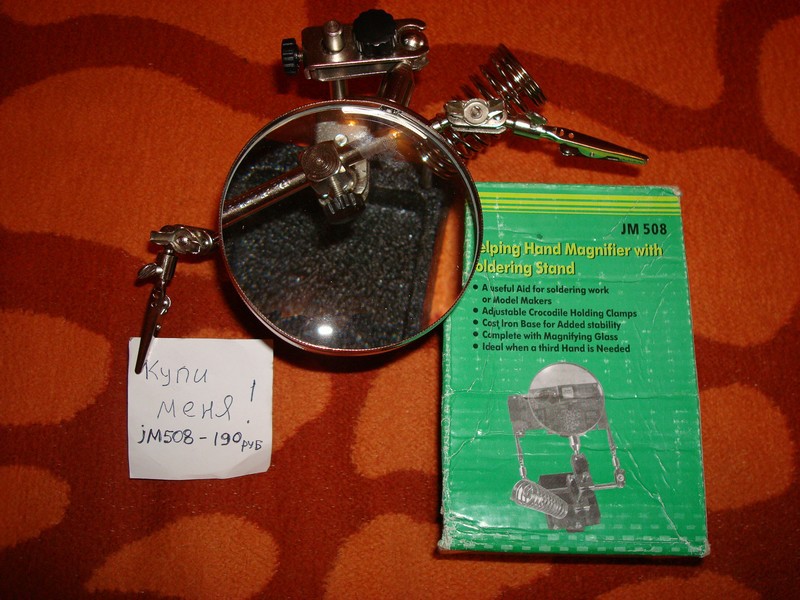 Купи
меня!
jM508-190руб
JM 508
elping Hand Magnifier with
oldering Stand
• A useful Aid for soldering work
or Model Makers
• Adjustable Crocodile Holding Clamps
• Cost Iron Base for Added stability
• Complete with Magnifying Glass
• Ideal when a third Hand is Needed